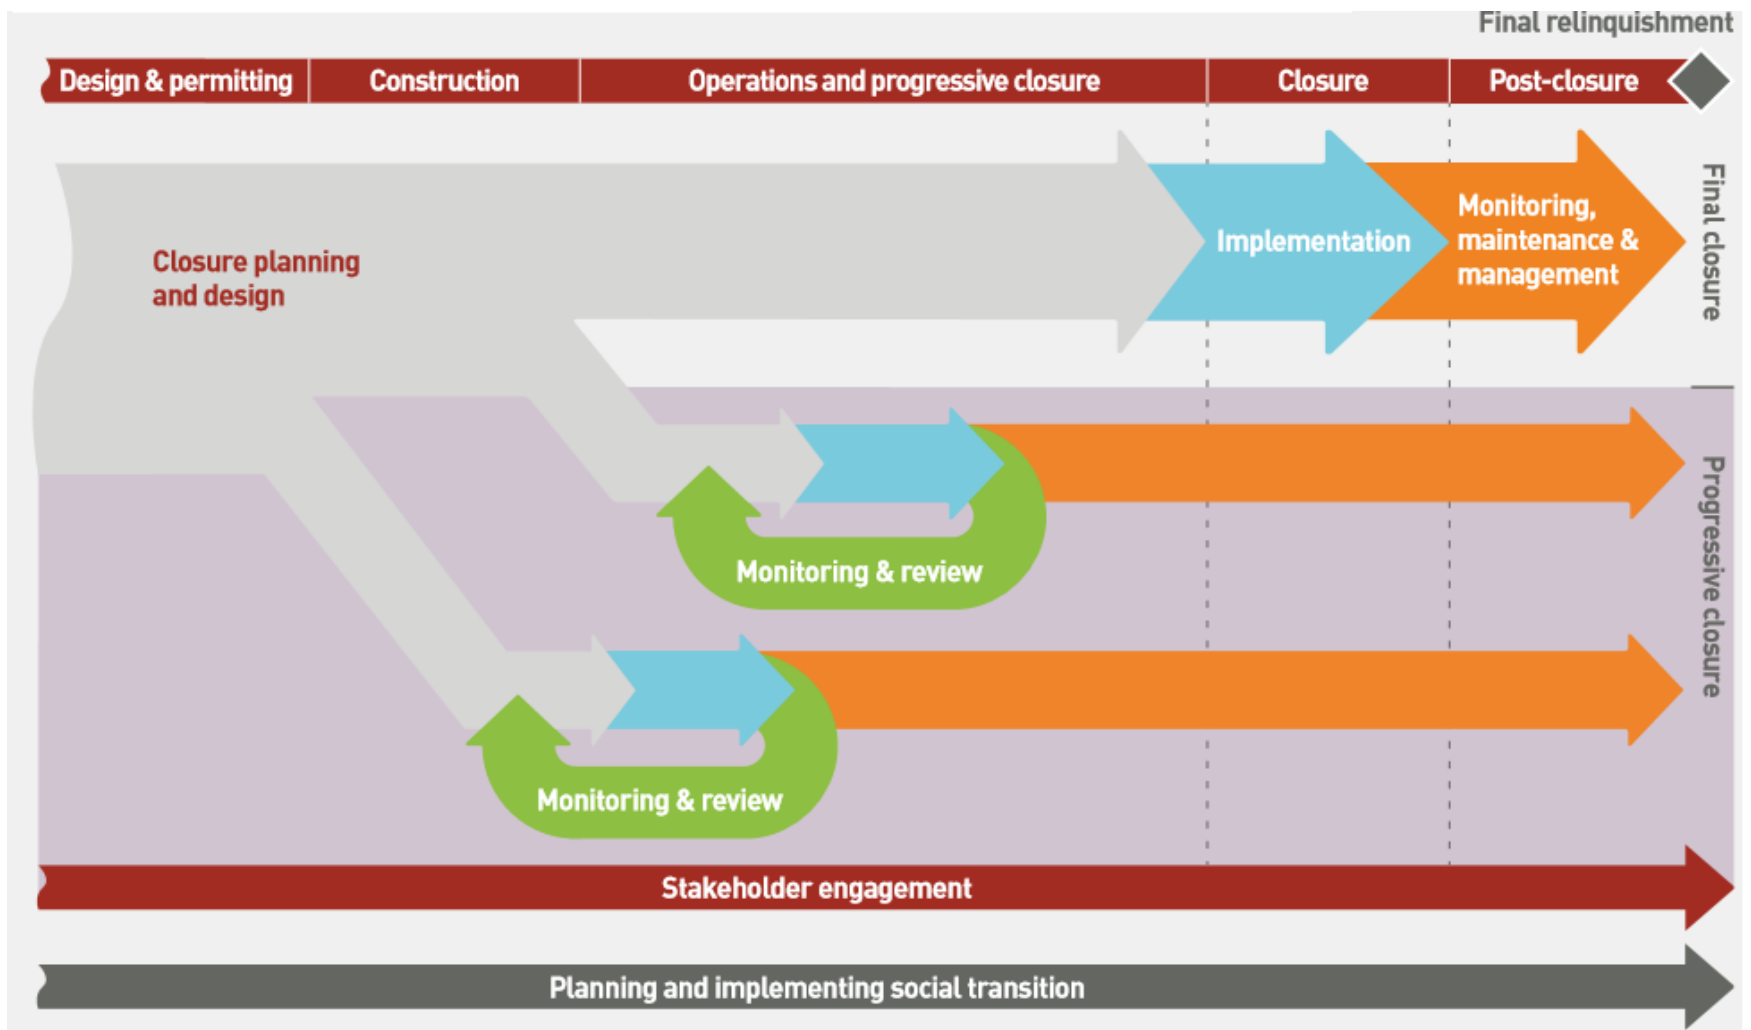 Final relinquishment
Design & permitting
Construction
Operations and progressive closure
Closure
Post-closure
Closure planning
and design
Implementation
Monitoring,
maintenance &
management
Final closure
Monitoring & review
Monitoring & review
Progressive closure
Stakeholder engagement
Planning and implementing social transition